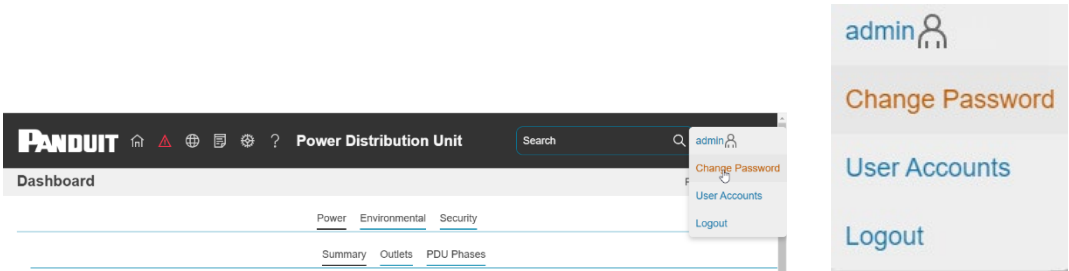 PANDUIT ? Power Distribution Unit Search admin
Dashboard
Change Password
User Accounts
Logout
Power Environmental Security
Summary Outlets PDU Phases
admin
Change Password
User Accounts
Logout